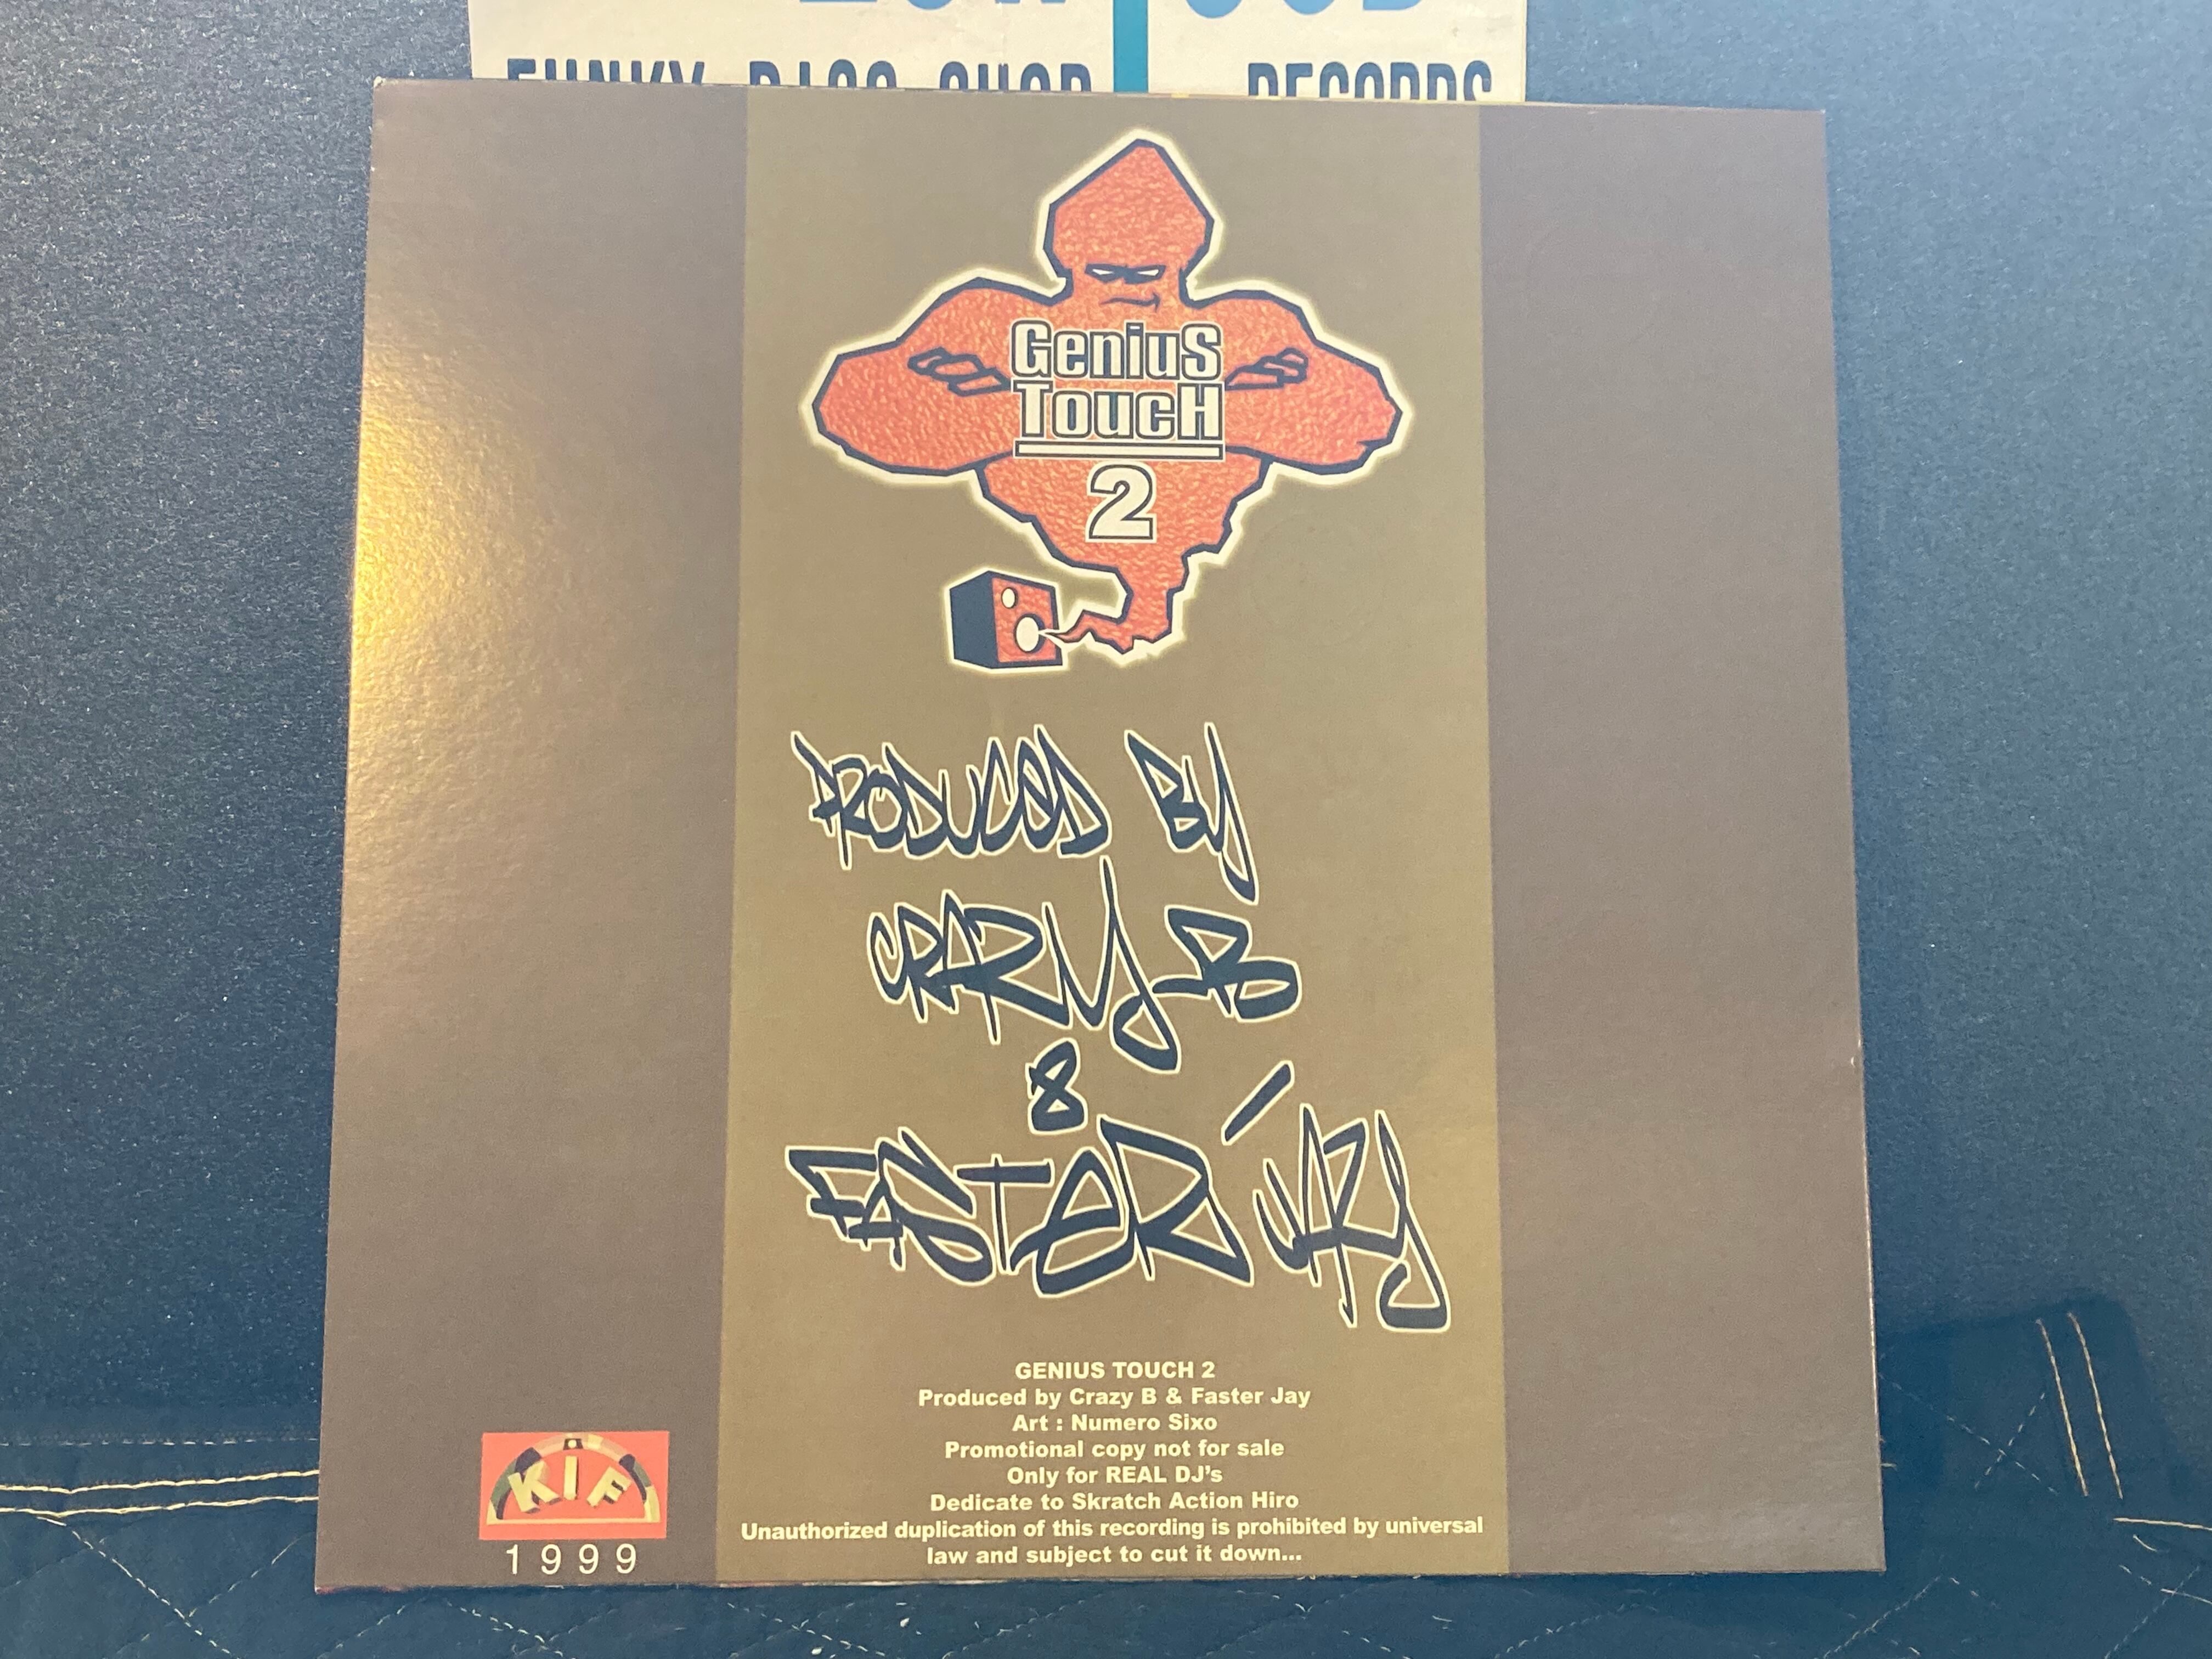 FUNKY DISC SHOP RECORDS
Genius
Touch
2
PRODUCED BY
CRAZY B
&
FASTER JAY
GENIUS TOUCH 2
Produced by Crazy B & Faster Jay
Art : Numero Sixo
Promotional copy not for sale
Only for REAL DJ's
Dedicate to Skratch Action Hiro
Unauthorized duplication of this recording is prohibited by universal
law and subject to cut it down...
KIF
1999